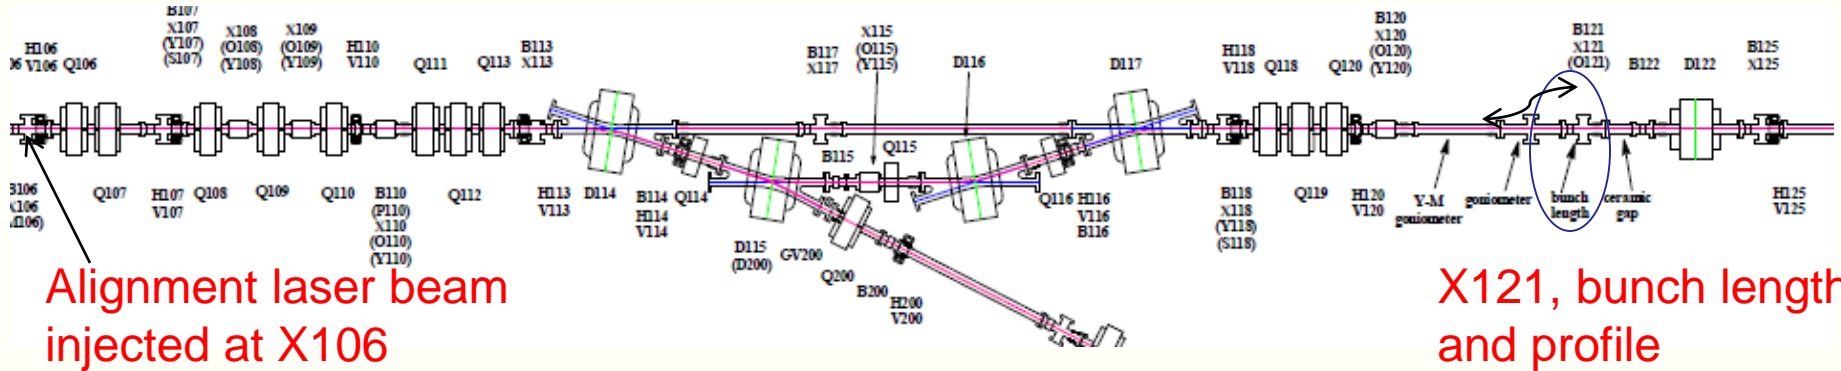 B107
X107
(Y107)
(S107)
X108
(O108)
(Y108)
X109
(O109)
(Y109)
H106
V106
Q106
H110
V110
Q111
Q113
B113
X113
B117
X117
X115
(O115)
(Y115)
D116
D117
H118
V118
Q118
Q120
B120
X120
(O120)
(Y120)
B121
X121
(O121)
B122
D122
B125
X125
B106
X106
Q107
H107
V107
Q108
Q109
Q110
B110
(P110)
X110
(O110)
(Y110)
Q112
H113
V113
D114
B114
H114
V114
Q114
D115
(D200)
B115
Q115
GV200
Q200
B200
H200
V200
Q116
H116
V116
B116
B118
X118
(Y118)
(S118)
Q119
H120
V120
Y-M
goniometer
goniometer
bunch
length
ceramic
gap
H125
V125
Alignment laser beam
injected at X106
X121, bunch length
and profile